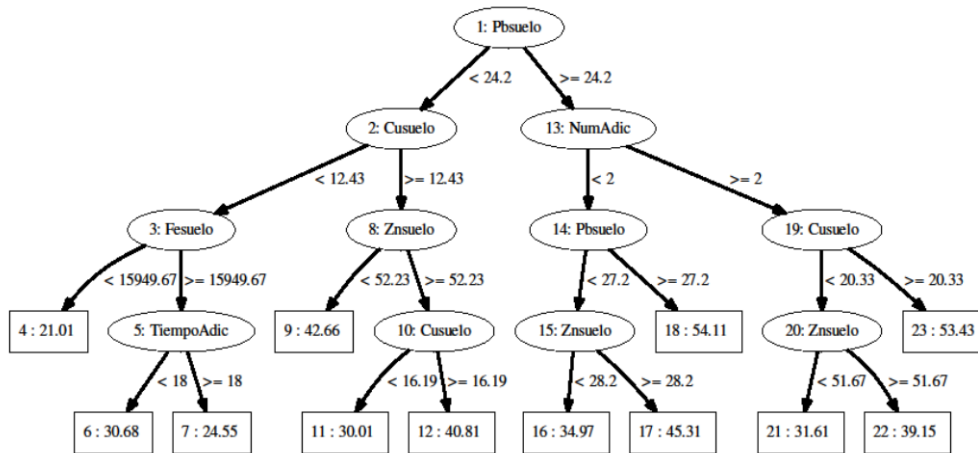 1: Pbsuelo
< 24.2 >= 24.2
2: Cusuelo 13: NumAdic
< 12.43 >= 12.43 < 2 >= 2
3: Fesuelo 8: Znsuelo 14: Pbsuelo 19: Cusuelo
< 15949.67 >= 15949.67 < 52.23 >= 52.23 < 27.2 >= 27.2 < 20.33 >= 20.33
4 : 21.01 5: TiempoAdic 9 : 42.66 10: Cusuelo 15: Znsuelo 18 : 54.11 20: Znsuelo 23 : 53.43
< 18 >= 18 < 16.19 >= 16.19 < 28.2 >= 28.2 < 51.67 >= 51.67
6 : 30.68 7 : 24.55 11 : 30.01 12 : 40.81 16 : 34.97 17 : 45.31 21 : 31.61 22 : 39.15